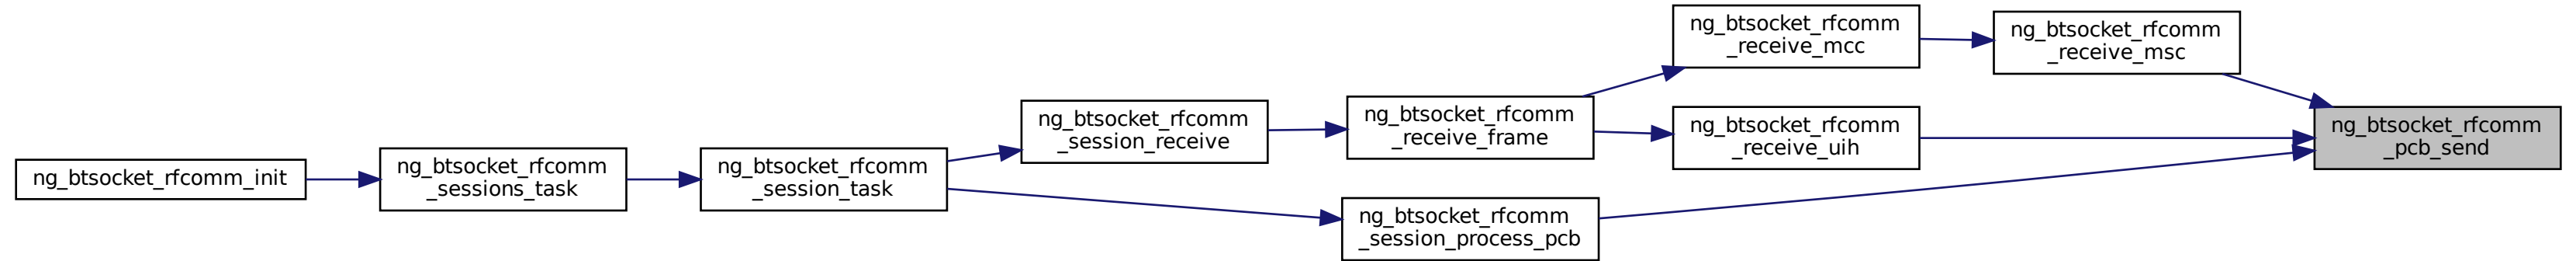 ng_btsocket_rfcomm_init
ng_btsocket_rfcomm
_sessions_task
ng_btsocket_rfcomm
_session_task
ng_btsocket_rfcomm
_session_receive
ng_btsocket_rfcomm
_receive_frame
ng_btsocket_rfcomm
_receive_mcc
ng_btsocket_rfcomm
_receive_msc
ng_btsocket_rfcomm
_receive_uih
ng_btsocket_rfcomm
_session_process_pcb
ng_btsocket_rfcomm
_pcb_send